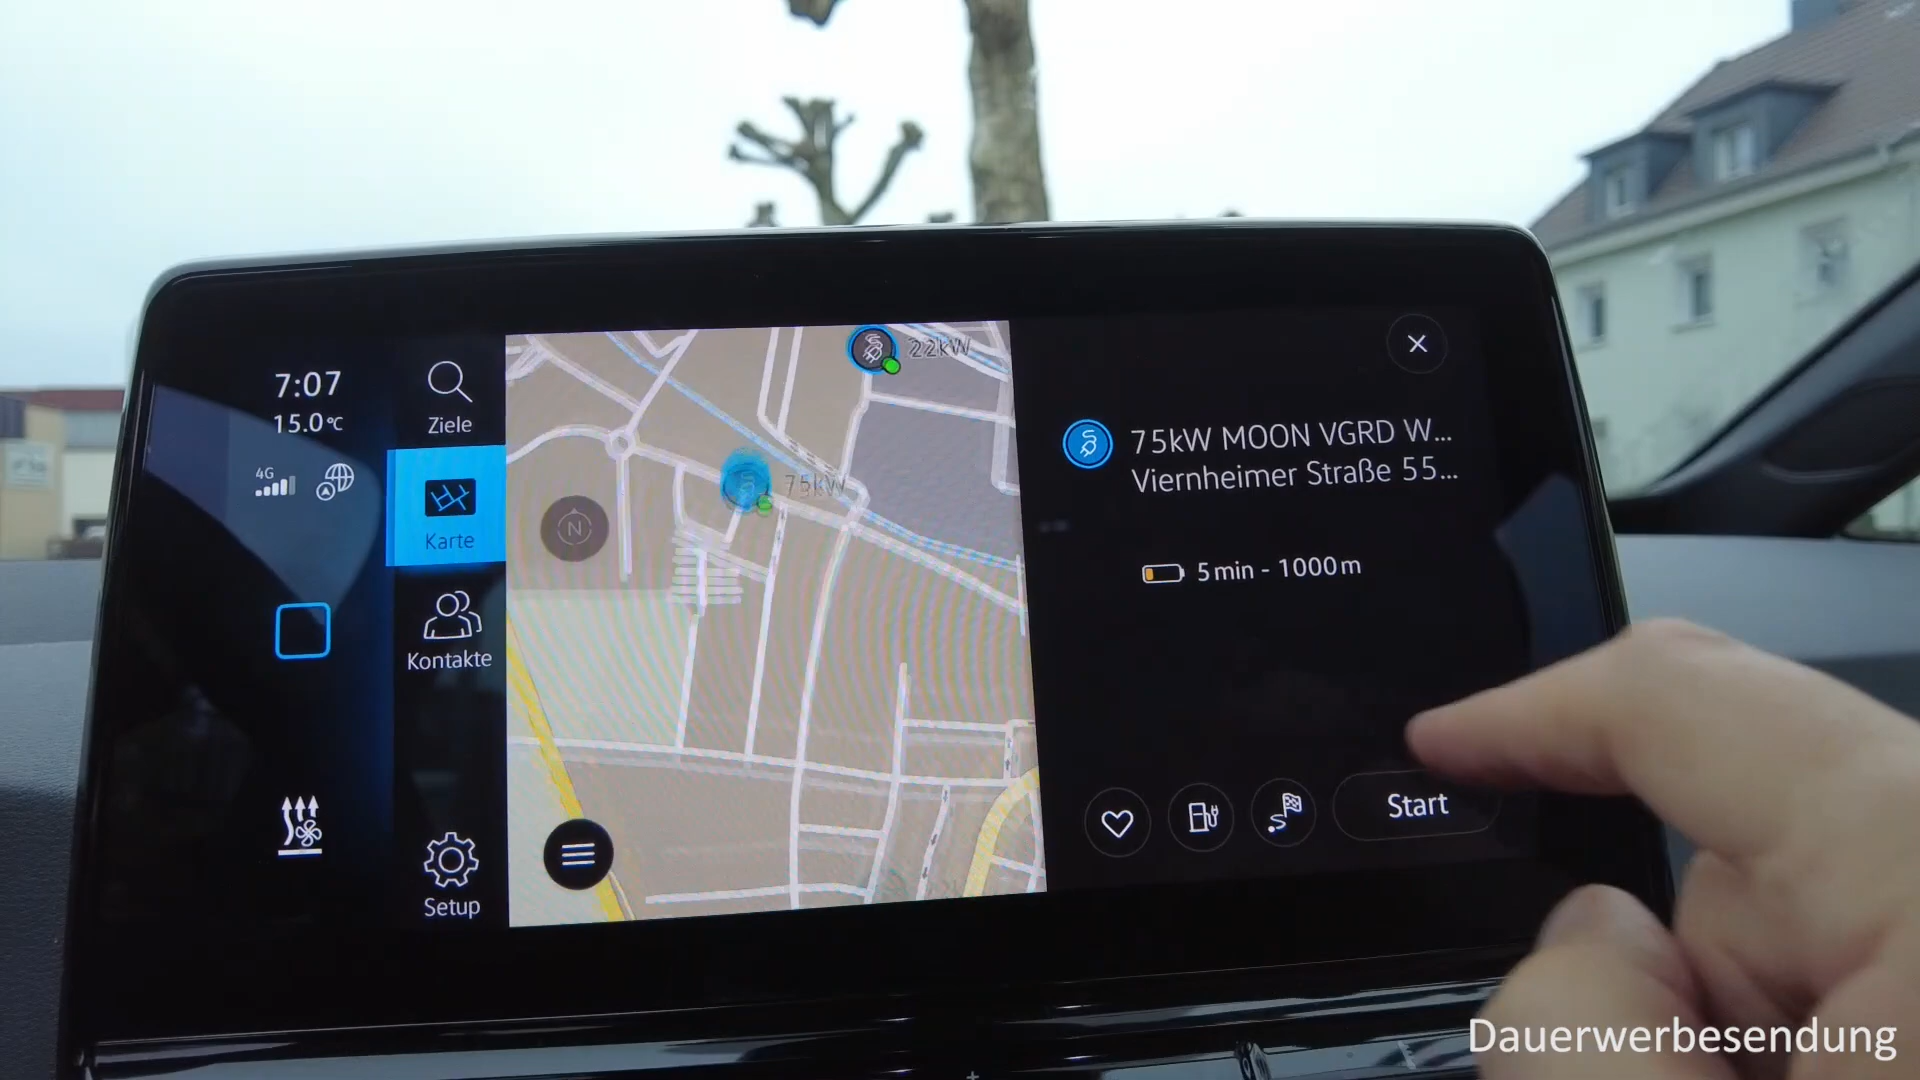 7:07
15.0°C
4G
Ziele
Karte
Kontakte
Setup
22kW
75kW
N
75kW MOON VGRD W...
Viernheimer Straße 55...
5 min - 1000 m
Start
Dauerwerbesendung